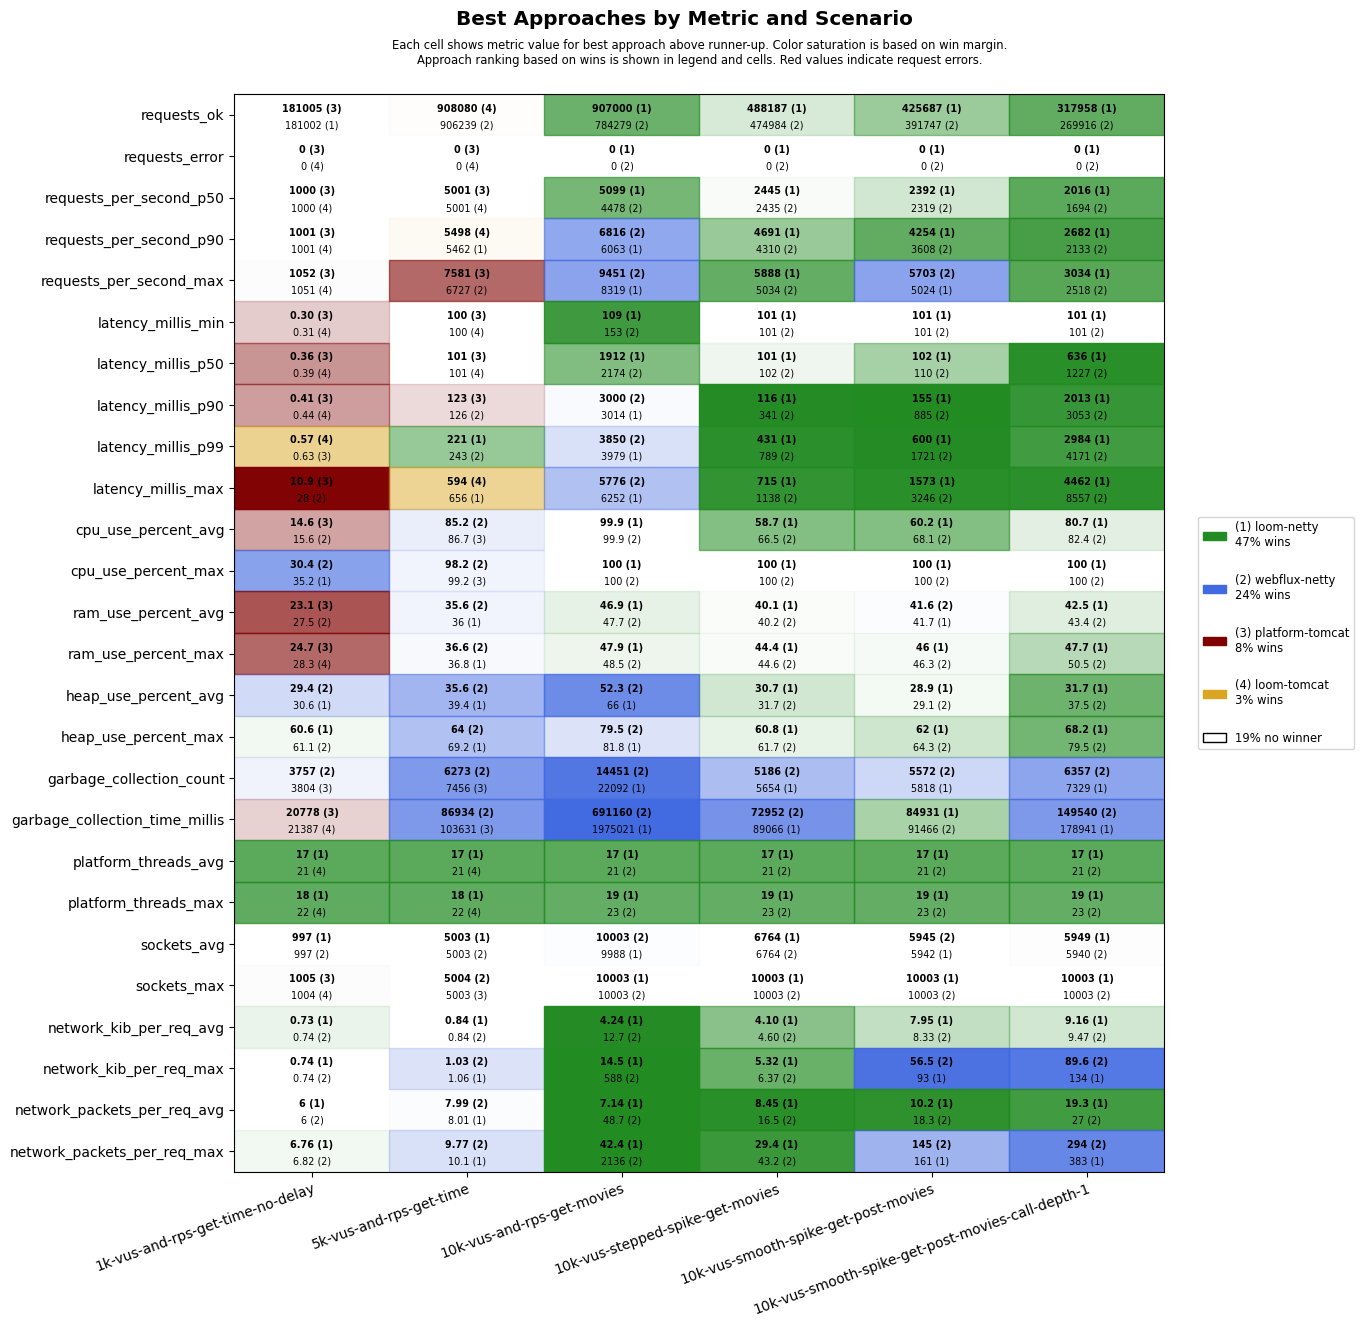 Best Approaches by Metric and Scenario
Each cell shows metric value for best approach above runner-up. Color saturation is based on win margin.
Approach ranking based on wins is shown in legend and cells. Red values indicate request errors.
requests_ok
181005 (3) 908080 (4) 907000 (1) 488187 (1) 425687 (1) 317958 (1)
181002 (1) 906239 (2) 784279 (2) 474984 (2) 391747 (2) 269916 (2)
requests_error
0 (3) 0 (3) 0 (1) 0 (1) 0 (1) 0 (1)
0 (4) 0 (4) 0 (2) 0 (2) 0 (2) 0 (2)
requests_per_second_p50
1000 (3) 5001 (3) 5099 (1) 2445 (1) 2392 (1) 2016 (1)
1000 (4) 5001 (4) 4478 (2) 2435 (2) 2319 (2) 1694 (2)
requests_per_second_p90
1001 (3) 5498 (4) 6816 (2) 4691 (1) 4254 (1) 2682 (1)
1001 (4) 5462 (1) 6063 (1) 4310 (2) 3608 (2) 2133 (2)
requests_per_second_max
1052 (3) 7581 (3) 9451 (2) 5888 (1) 5703 (2) 3034 (1)
1051 (4) 6727 (2) 8319 (1) 5034 (2) 5024 (1) 2518 (2)
latency_millis_min
0.30 (3) 100 (3) 109 (1) 101 (1) 101 (1) 101 (1)
0.31 (4) 100 (4) 153 (2) 101 (2) 101 (2) 101 (2)
latency_millis_p50
0.36 (3) 101 (3) 1912 (1) 101 (1) 102 (1) 636 (1)
0.39 (4) 101 (4) 2174 (2) 102 (2) 110 (2) 1227 (2)
latency_millis_p90
0.41 (3) 123 (3) 3000 (2) 116 (1) 155 (1) 2013 (1)
0.44 (4) 126 (2) 3014 (1) 341 (2) 885 (2) 3053 (2)
latency_millis_p99
0.57 (4) 221 (1) 3850 (2) 431 (1) 600 (1) 2984 (1)
0.63 (3) 243 (2) 3979 (1) 789 (2) 1721 (2) 4171 (2)
latency_millis_max
10.9 (3) 594 (4) 5776 (2) 715 (1) 1573 (1) 4462 (1)
28 (2) 656 (1) 6252 (1) 1138 (2) 3246 (2) 8557 (2)
cpu_use_percent_avg
14.6 (3) 85.2 (2) 99.9 (1) 58.7 (1) 60.2 (1) 80.7 (1)
15.6 (2) 86.7 (3) 99.9 (2) 66.5 (2) 68.1 (2) 82.4 (2)
cpu_use_percent_max
30.4 (2) 98.2 (2) 100 (1) 100 (1) 100 (1) 100 (1)
35.2 (1) 99.2 (3) 100 (2) 100 (2) 100 (2) 100 (2)
ram_use_percent_avg
23.1 (3) 35.6 (2) 46.9 (1) 40.1 (1) 41.6 (2) 42.5 (1)
27.5 (2) 36 (1) 47.7 (2) 40.2 (2) 41.7 (1) 43.4 (2)
ram_use_percent_max
24.7 (3) 36.6 (2) 47.9 (1) 44.4 (1) 46 (1) 47.7 (1)
28.3 (4) 36.8 (1) 48.5 (2) 44.6 (2) 46.3 (2) 50.5 (2)
heap_use_percent_avg
29.4 (2) 35.6 (2) 52.3 (2) 30.7 (1) 28.9 (1) 31.7 (1)
30.6 (1) 39.4 (1) 66 (1) 31.7 (2) 29.1 (2) 37.5 (2)
heap_use_percent_max
60.6 (1) 64 (2) 79.5 (2) 60.8 (1) 62 (1) 68.2 (1)
61.1 (2) 69.2 (1) 81.8 (1) 61.7 (2) 64.3 (2) 79.5 (2)
garbage_collection_count
3757 (2) 6273 (2) 14451 (2) 5186 (2) 5572 (2) 6357 (2)
3804 (3) 7456 (3) 22092 (1) 5654 (1) 5818 (1) 7329 (1)
garbage_collection_time_millis
20778 (3) 86934 (2) 691160 (2) 72952 (2) 84931 (1) 149540 (2)
21387 (4) 103631 (3) 1975021 (1) 89066 (1) 91466 (2) 178941 (1)
platform_threads_avg
17 (1) 17 (1) 17 (1) 17 (1) 17 (1) 17 (1)
21 (4) 21 (4) 21 (2) 21 (2) 21 (2) 21 (2)
platform_threads_max
18 (1) 18 (1) 19 (1) 19 (1) 19 (1) 19 (1)
22 (4) 22 (4) 23 (2) 23 (2) 23 (2) 23 (2)
sockets_avg
997 (1) 5003 (1) 10003 (2) 6764 (1) 5945 (2) 5949 (1)
997 (2) 5003 (2) 9988 (1) 6764 (2) 5942 (1) 5940 (2)
sockets_max
1005 (3) 5004 (2) 10003 (1) 10003 (1) 10003 (1) 10003 (1)
1004 (4) 5003 (3) 10003 (2) 10003 (2) 10003 (2) 10003 (2)
network_kib_per_req_avg
0.73 (1) 0.84 (1) 4.24 (1) 4.10 (1) 7.95 (1) 9.16 (1)
0.74 (2) 0.84 (2) 12.7 (2) 4.60 (2) 8.33 (2) 9.47 (2)
network_kib_per_req_max
0.74 (1) 1.03 (2) 14.5 (1) 5.32 (1) 56.5 (2) 89.6 (2)
0.74 (2) 1.06 (1) 588 (2) 6.37 (2) 93 (1) 134 (1)
network_packets_per_req_avg
6 (1) 7.99 (2) 7.14 (1) 8.45 (1) 10.2 (1) 19.3 (1)
6 (2) 8.01 (1) 48.7 (2) 16.5 (2) 18.3 (2) 27 (2)
network_packets_per_req_max
6.76 (1) 9.77 (2) 42.4 (1) 29.4 (1) 145 (2) 294 (2)
6.82 (2) 10.1 (1) 2136 (2) 43.2 (2) 161 (1) 383 (1)
1k-vus-and-rps-get-time-no-delay
5k-vus-and-rps-get-time
10k-vus-and-rps-get-movies
10k-vus-stepped-spike-get-movies
10k-vus-smooth-spike-get-post-movies
10k-vus-smooth-spike-get-post-movies-call-depth-1
(1) loom-netty
47% wins
(2) webflux-netty
24% wins
(3) platform-tomcat
8% wins
(4) loom-tomcat
3% wins
19% no winner